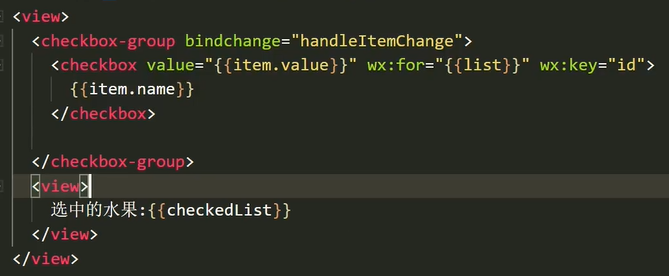 <view>
<checkbox-group bindchange="handleItemChange">
<checkbox value="{{item.value}}" wx:for="{{list}}" wx:key="id">
{{item.name}}
</checkbox>
</checkbox-group>
<view>
选中的水果:{{checkedList}}
</view>
</view>